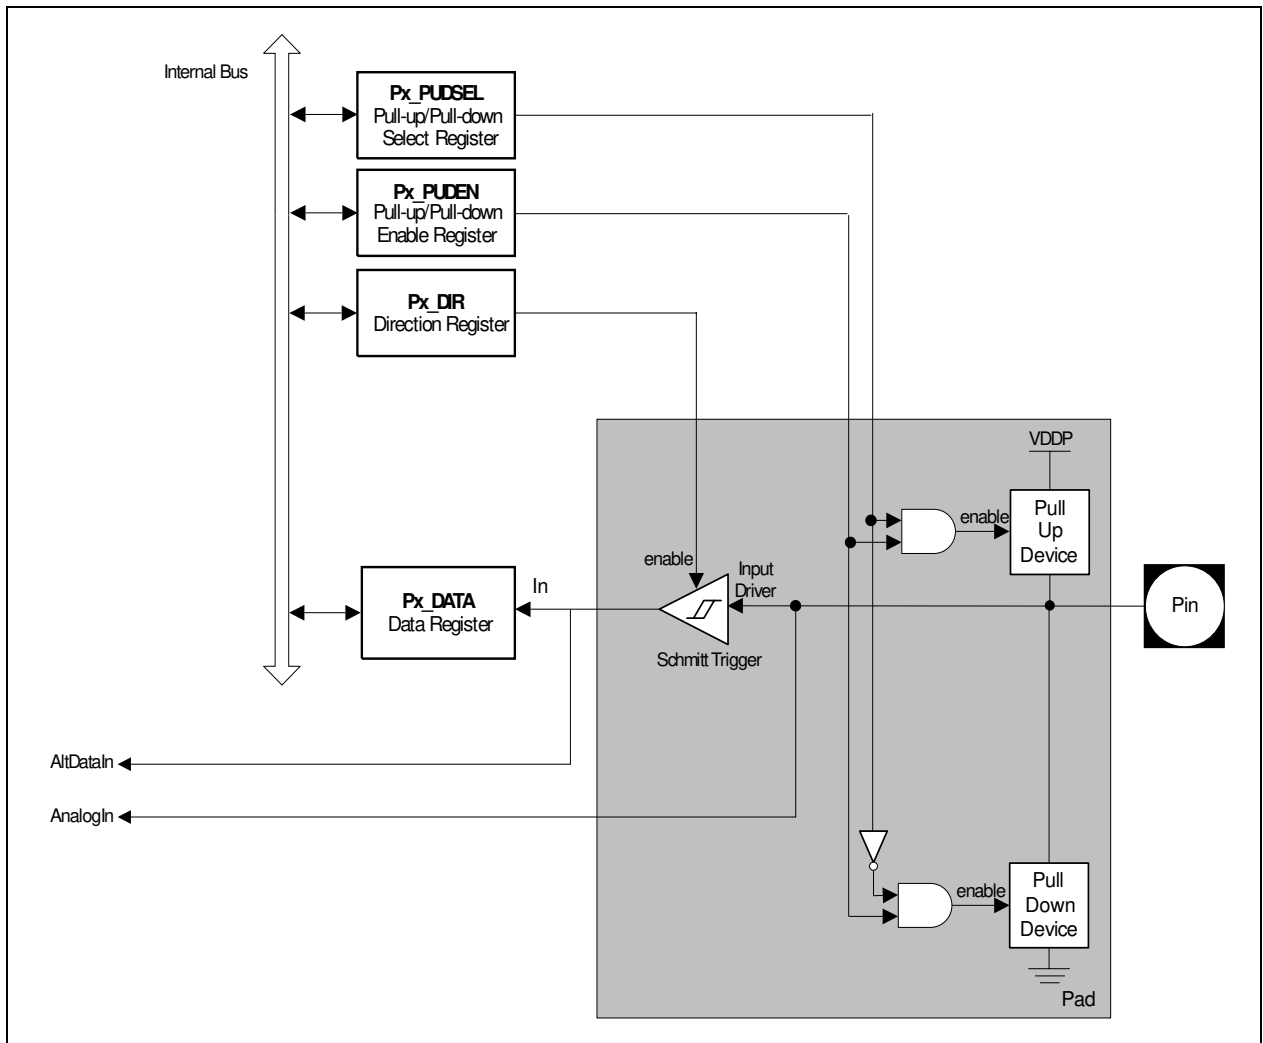 Internal Bus
Px_PUDSEL
Pull-up/Pull-down
Select Register
Px_PUDEN
Pull-up/Pull-down
Enable Register
Px_DIR
Direction Register
VDDP
Pull
Up
Device
enable
enable
Input
Driver
In
Px_DATA
Data Register
Schmitt Trigger
Pin
AltDataIn
AnalogIn
enable
Pull
Down
Device
Pad